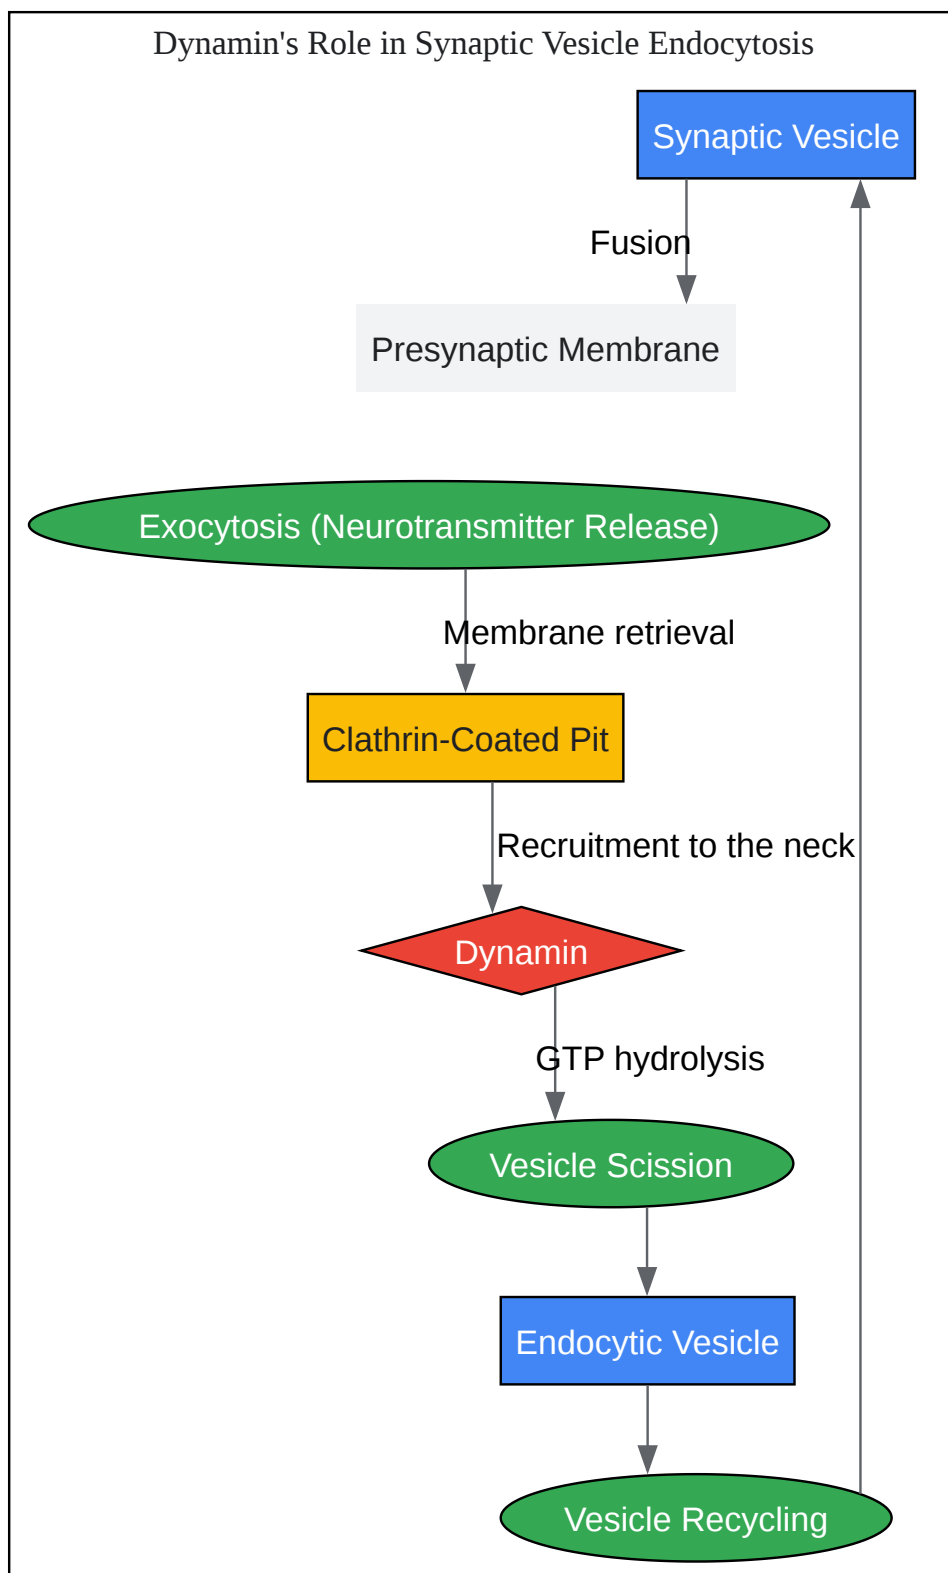 Dynamin's Role in Synaptic Vesicle Endocytosis
Synaptic Vesicle
Fusion
Presynaptic Membrane
Exocytosis (Neurotransmitter Release)
Membrane retrieval
Clathrin-Coated Pit
Recruitment to the neck
Dynamin
GTP hydrolysis
Vesicle Scission
Endocytic Vesicle
Vesicle Recycling